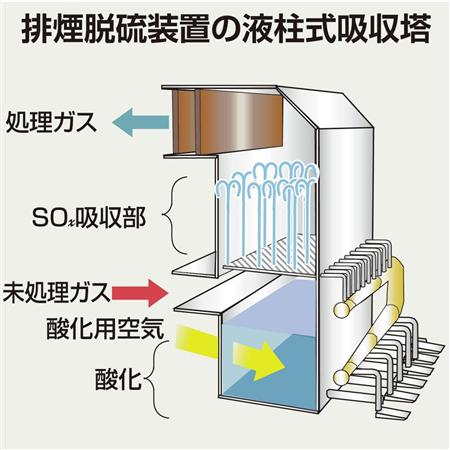 排煙脱硫装置の液柱式吸収塔
処理ガス
SOx吸収部
未処理ガス
酸化用空気
酸化